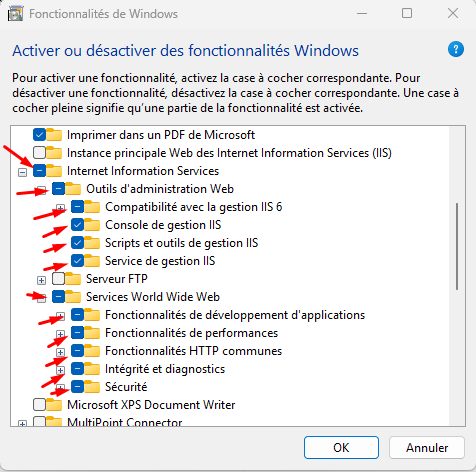 Fonctionnalités de Windows
Activer ou désactiver des fonctionnalités Windows
?
Pour activer une fonctionnalité, activez la case à cocher correspondante. Pour
désactiver une fonctionnalité, désactivez la case à cocher correspondante. Une case à
cocher pleine signifie qu'une partie de la fonctionnalité est activée.
Imprimer dans un PDF de Microsoft
Instance principale Web des Internet Information Services (IIS)
Internet Information Services
Outils d'administration Web
Compatibilité avec la gestion IIS 6
Console de gestion IIS
Scripts et outils de gestion IIS
Service de gestion IIS
Serveur FTP
Services World Wide Web
Fonctionnalités de développement d'applications
Fonctionnalités de performances
Fonctionnalités HTTP communes
Intégrité et diagnostics
Sécurité
Microsoft XPS Document Writer
MultiPoint Connector
OK
Annuler